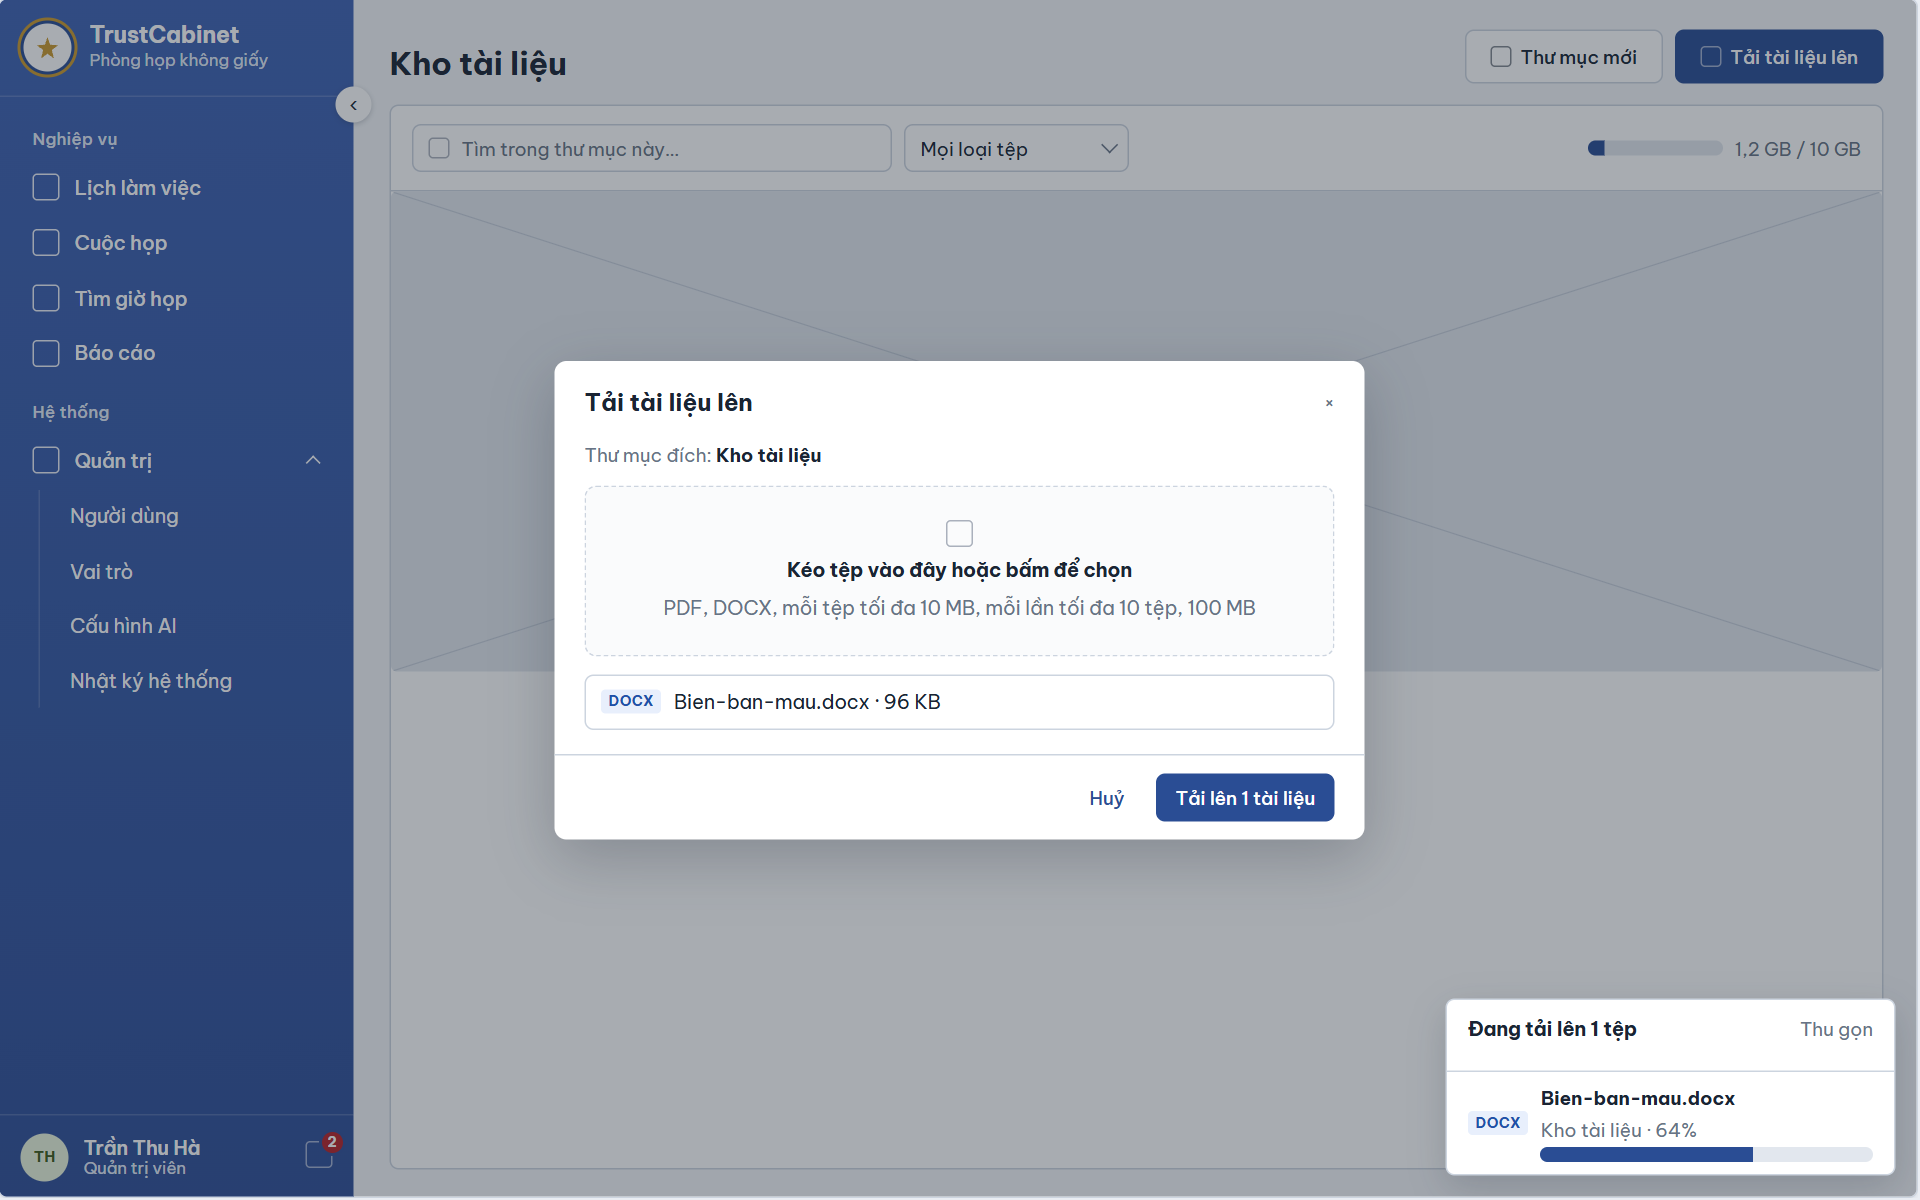 TrustCabinet
Phòng họp không giấy
Nghiệp vụ
Lịch làm việc
Cuộc họp
Tìm giờ họp
Báo cáo
Hệ thống
Quản trị
Người dùng
Vai trò
Cấu hình AI
Nhật ký hệ thống
TH
Trần Thu Hà
Quản trị viên
2
Kho tài liệu
Thư mục mới
Tải tài liệu lên
Tìm trong thư mục này...
Mọi loại tệp
1,2 GB / 10 GB
Tải tài liệu lên
×
Thư mục đích: Kho tài liệu
Kéo tệp vào đây hoặc bấm để chọn
PDF, DOCX, mỗi tệp tối đa 10 MB, mỗi lần tối đa 10 tệp, 100 MB
DOCX Bien-ban-mau.docx · 96 KB
Huỷ
Tải lên 1 tài liệu
Đang tải lên 1 tệp
Thu gọn
DOCX
Bien-ban-mau.docx
Kho tài liệu · 64%